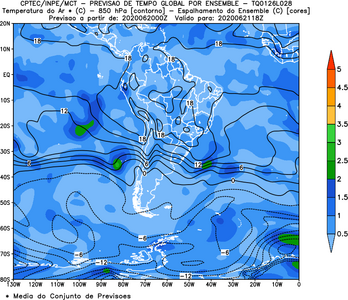 CPTEC/INPE/MCT - PREVISAO DE TEMPO GLOBAL POR ENSEMBLE - TQ0126L028
Temperatura do Ar * (C) - 850 hPa [contorno] - Espalhamento do Ensemble (C) [cores]
Previsao a partir de: 2020062000Z Valido para: 2020062118Z
20N
10N
EQ
10S
20S
30S
40S
50S
60S
70S
80S
130W 120W 110W 100W 90W 80W 70W 60W 50W 40W 30W 20W 10W 0
18
18
18
18
18
12
12
6
6
0
0
-6
-6
-6
-12
-12
5
4.5
4
3.5
3
2.5
2
1.5
1
0.5
* Media do Conjunto de Previsoes